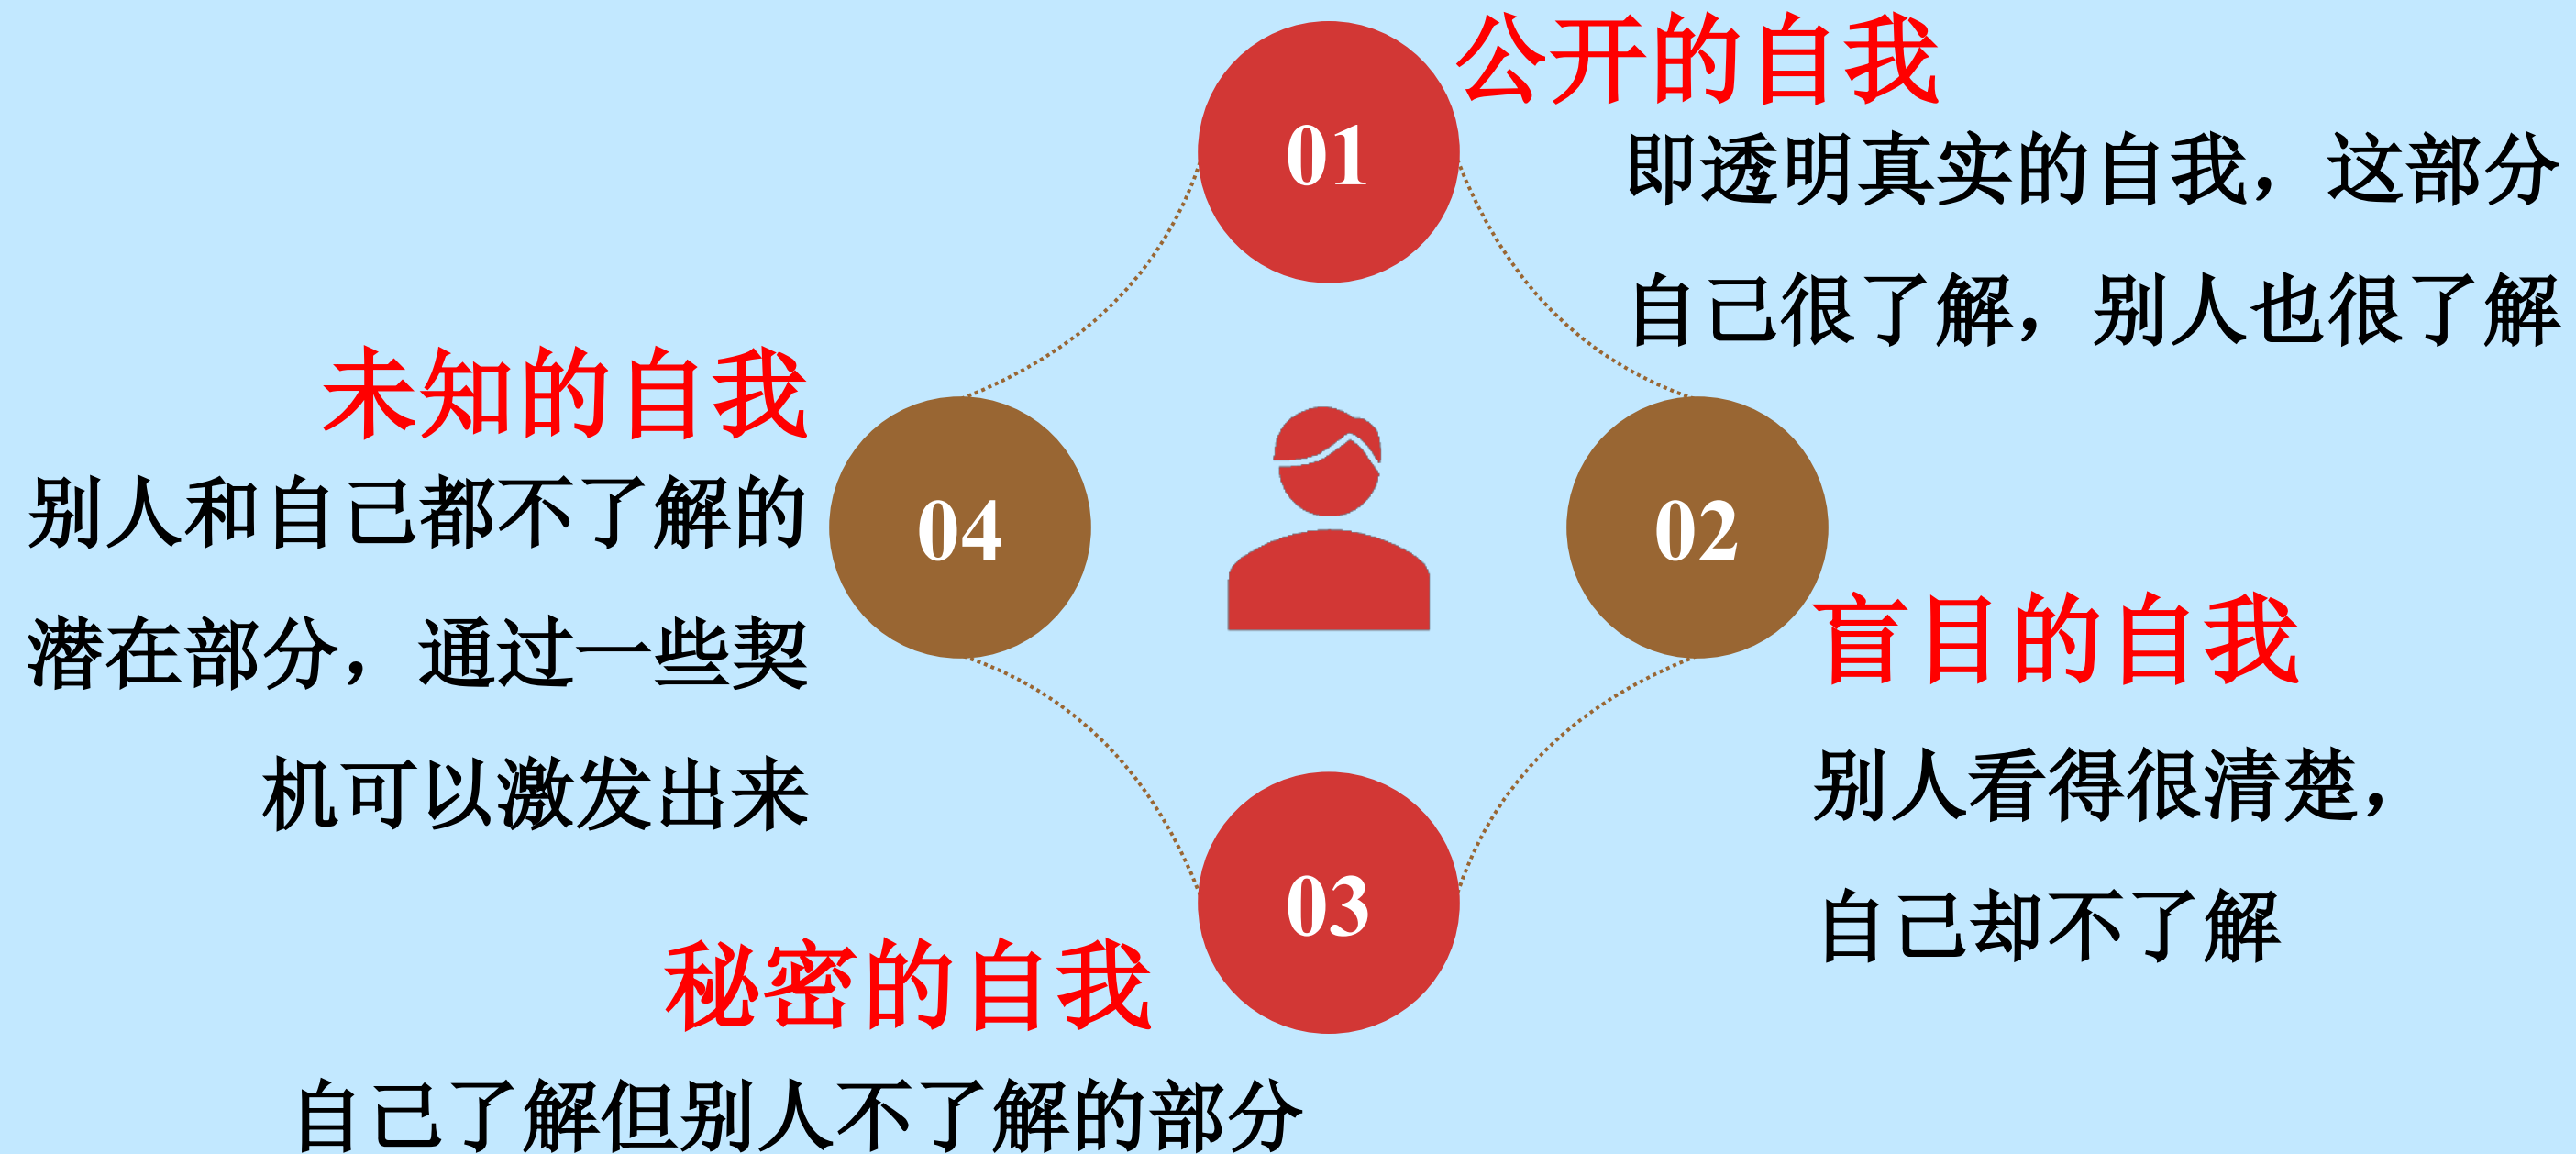 01
公开的自我
即透明真实的自我，这部分
自己很了解，别人也很了解
02
盲目的自我
别人看得很清楚，
自己却不了解
03
秘密的自我
自己了解但别人不了解的部分
04
未知的自我
别人和自己都不了解的
潜在部分，通过一些契
机可以激发出来